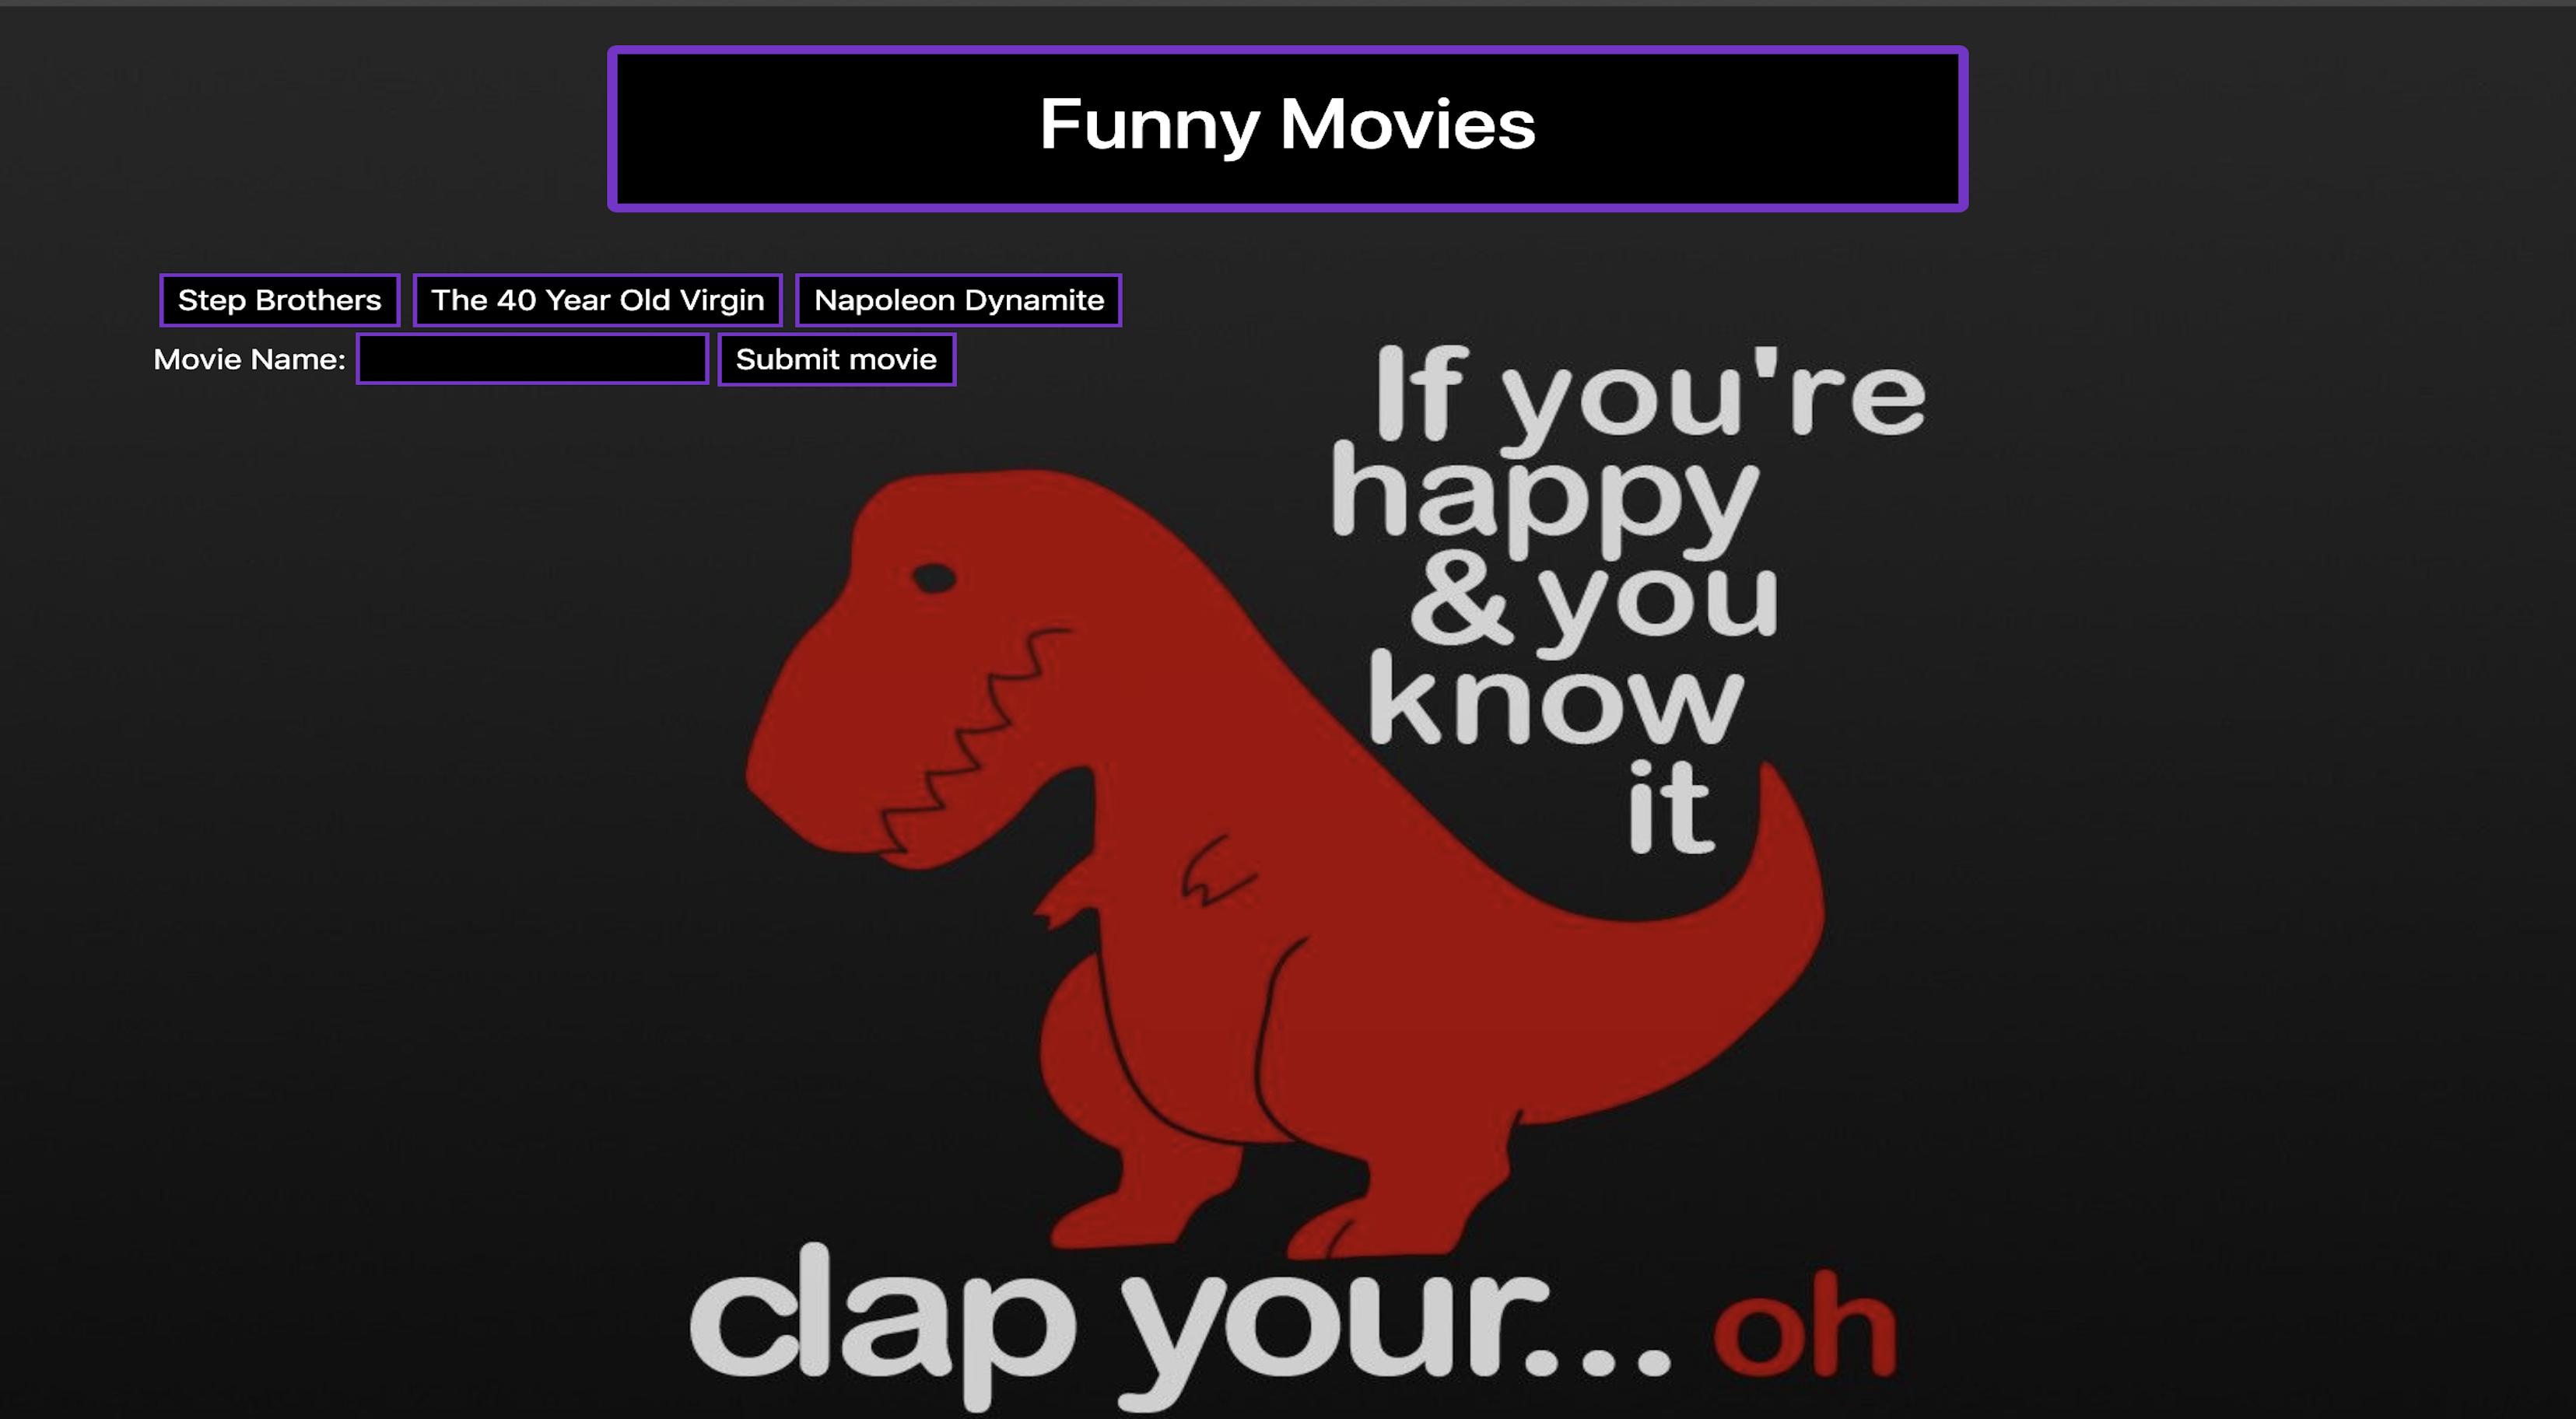 Funny Movies
Step Brothers The 40 Year Old Virgin Napoleon Dynamite
Movie Name: Submit movie
If you're
happy
& you
know
it
clap your... oh